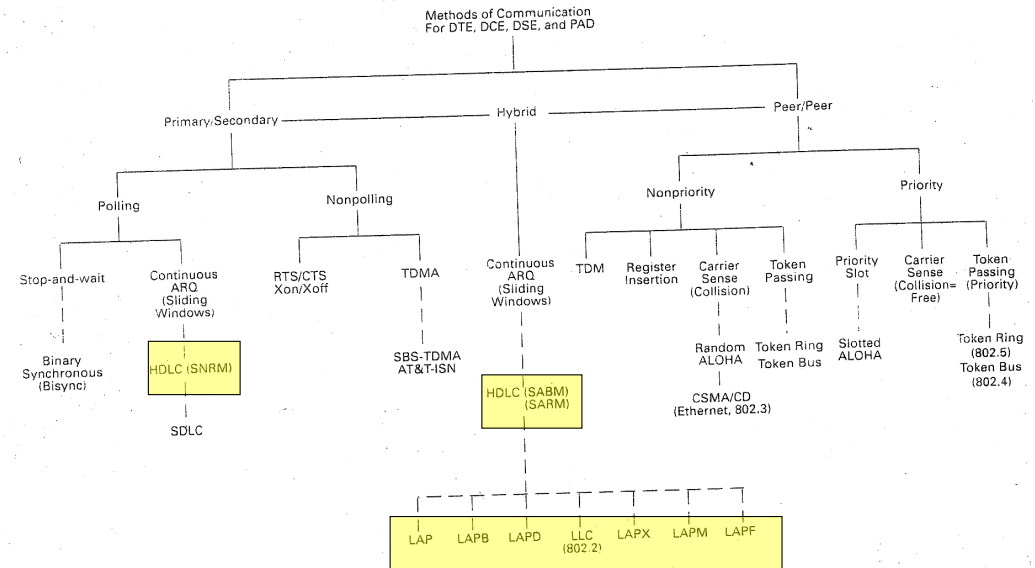 Methods of Communication
For DTE, DCE, DSE, and PAD
Primary/Secondary
Hybrid
Peer/Peer
Polling
Nonpolling
Nonpriority
Priority
Stop-and-wait
Continuous
ARQ
(Sliding
Windows)
RTS/CTS
Xon/Xoff
TDMA
Continuous
ARQ
(Sliding
Windows)
TDM
Register
Insertion
Carrier
Sense
(Collision)
Token
Passing
Priority
Slot
Carrier
Sense
(Collision=
Free)
Token
Passing
(Priority)
Binary
Synchronous
(Bisync)
HDLC (SNRM)
SDLC
SBS-TDMA
AT&T-ISN
HDLC (SABM)
(SARM)
Random
ALOHA
CSMA/CD
(Ethernet, 802.3)
Token Ring
Token Bus
Slotted
ALOHA
Token Ring
(802.5)
Token Bus
(802.4)
LAP
LAPB
LAPD
LLC
(802.2)
LAPX
LAPM
LAPF